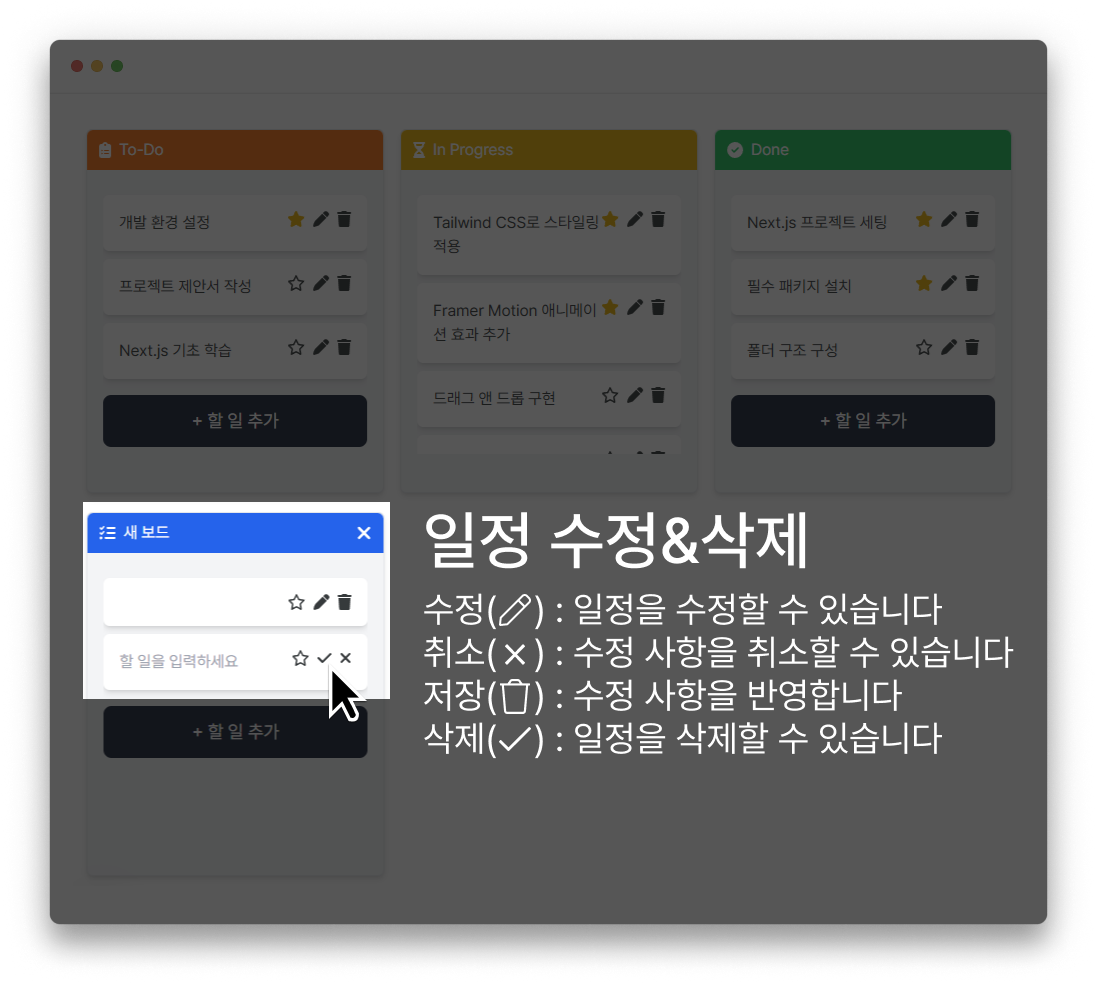 To-Do
개발 환경 설정
프로젝트 제안서 작성
Next.js 기초 학습
+ 할 일 추가
In Progress
Tailwind CSS로 스타일링
적용
Framer Motion 애니메이
션 효과 추가
드래그 앤 드롭 구현
Done
Next.js 프로젝트 세팅
필수 패키지 설치
폴더 구조 구성
+ 할 일 추가
새 보드
할 일을 입력하세요
+ 할 일 추가
일정 수정&삭제
수정( ) : 일정을 수정할 수 있습니다
취소( ) : 수정 사항을 취소할 수 있습니다
저장( ) : 수정 사항을 반영합니다
삭제( ) : 일정을 삭제할 수 있습니다